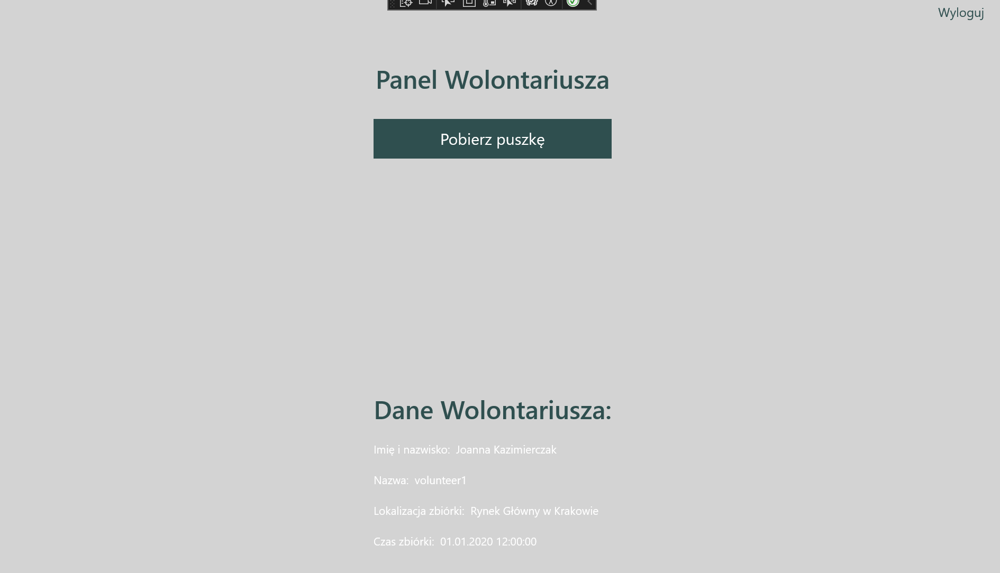 Wyloguj
Panel Wolontariusza
Pobierz puszkę
Dane Wolontariusza:
Imię i nazwisko: Joanna Kazimierczak
Nazwa: volunteer1
Lokalizacja zbiórki: Rynek Główny w Krakowie
Czas zbiórki: 01.01.2020 12:00:00